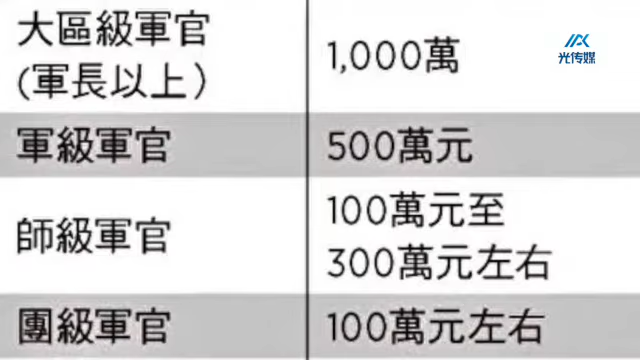 大區級軍官
(軍長以上）
1,000萬
光传媒
軍級軍官
500萬元
師級軍官
100萬元至
300萬元左右
團級軍官
100萬元左右